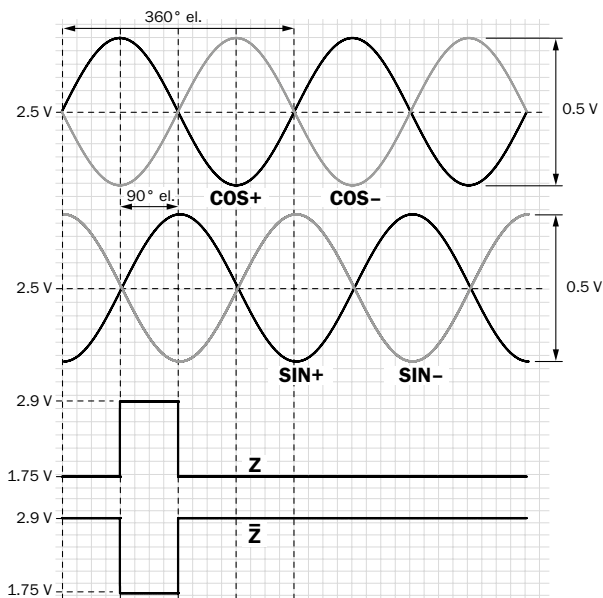 360° el.
2.5 V
0.5 V
90° el.
COS+ COS−
2.5 V
0.5 V
SIN+ SIN−
2.9 V
Z
1.75 V
2.9 V
Z̅
1.75 V